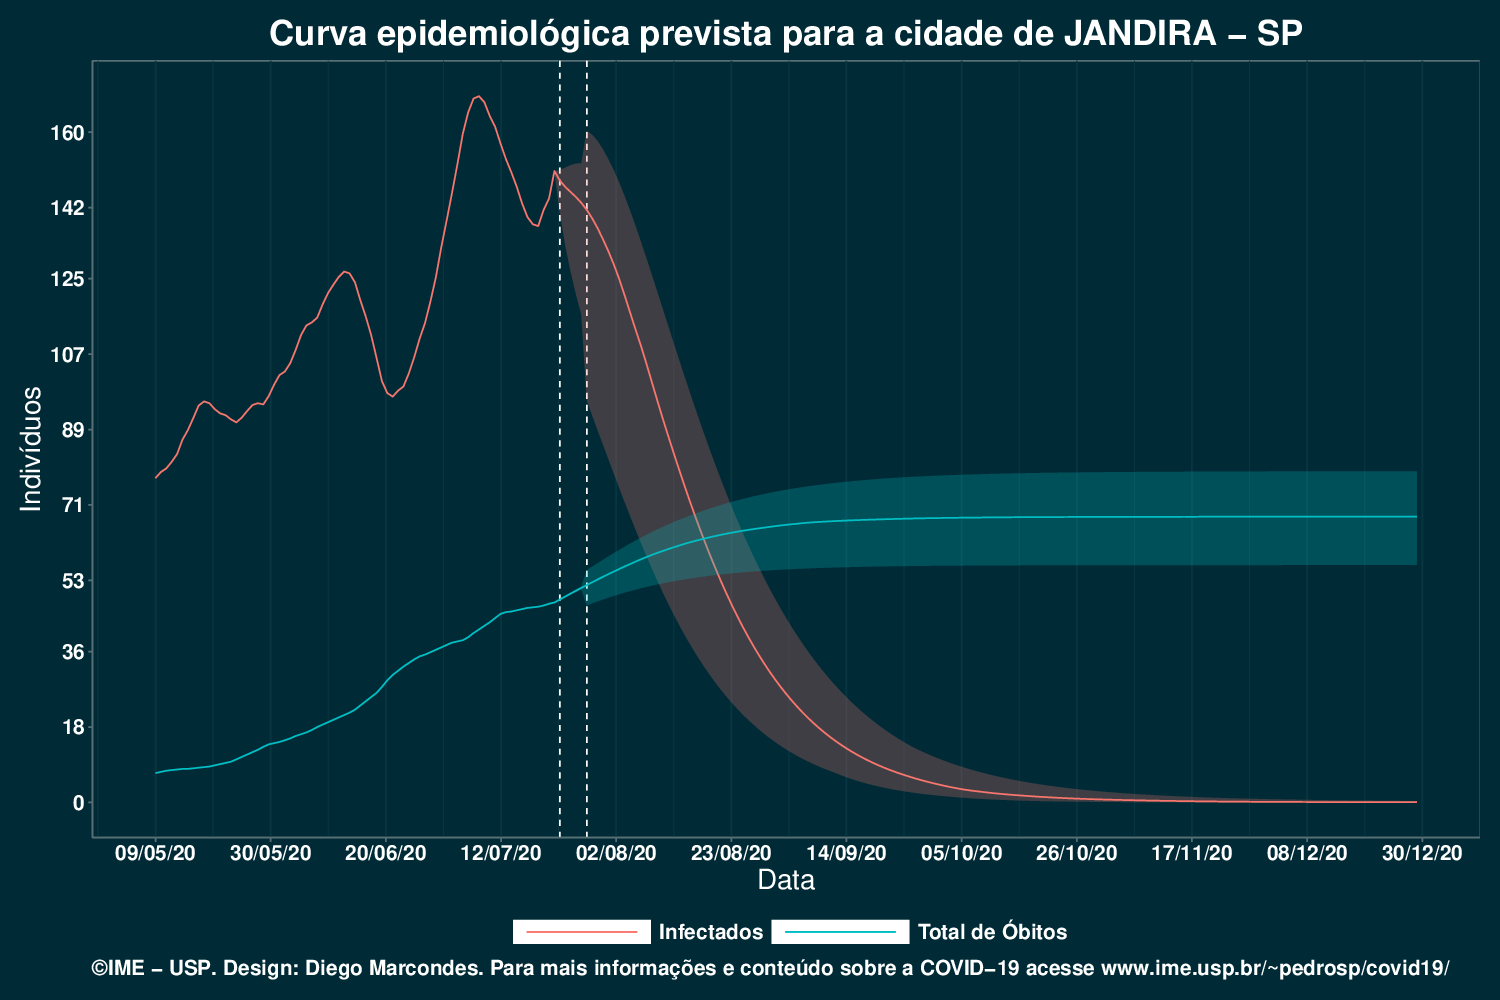 Curva epidemiológica prevista para a cidade de JANDIRA – SP
Indivíduos
160
142
125
107
89
71
53
36
18
0
09/05/20 30/05/20 20/06/20 12/07/20 02/08/20 23/08/20 14/09/20 05/10/20 26/10/20 17/11/20 08/12/20 30/12/20
Data
Infectados Total de Óbitos
©IME – USP. Design: Diego Marcondes. Para mais informações e conteúdo sobre a COVID–19 acesse www.ime.usp.br/~pedrosp/covid19/